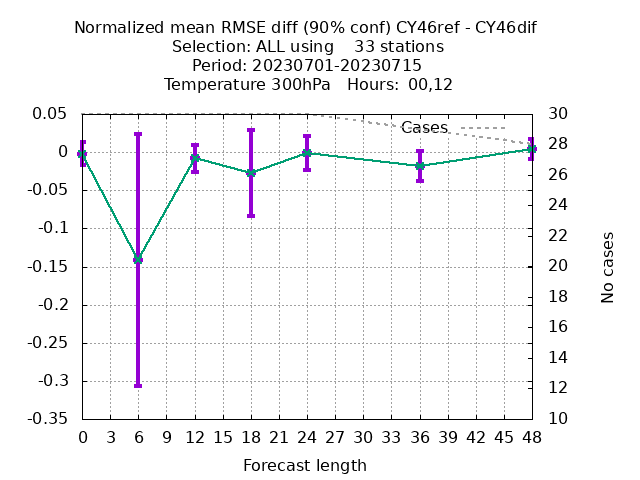 Normalized mean RMSE diff (90% conf) CY46ref - CY46dif
Selection: ALL using    33 stations
Period: 20230701-20230715
Temperature 300hPa   Hours:  00,12
Cases
0.05
0
-0.05
-0.1
-0.15
-0.2
-0.25
-0.3
-0.35
30
28
26
24
22
20
18
16
14
12
10
No cases
0 3 6 9 12 15 18 21 24 27 30 33 36 39 42 45 48
Forecast length